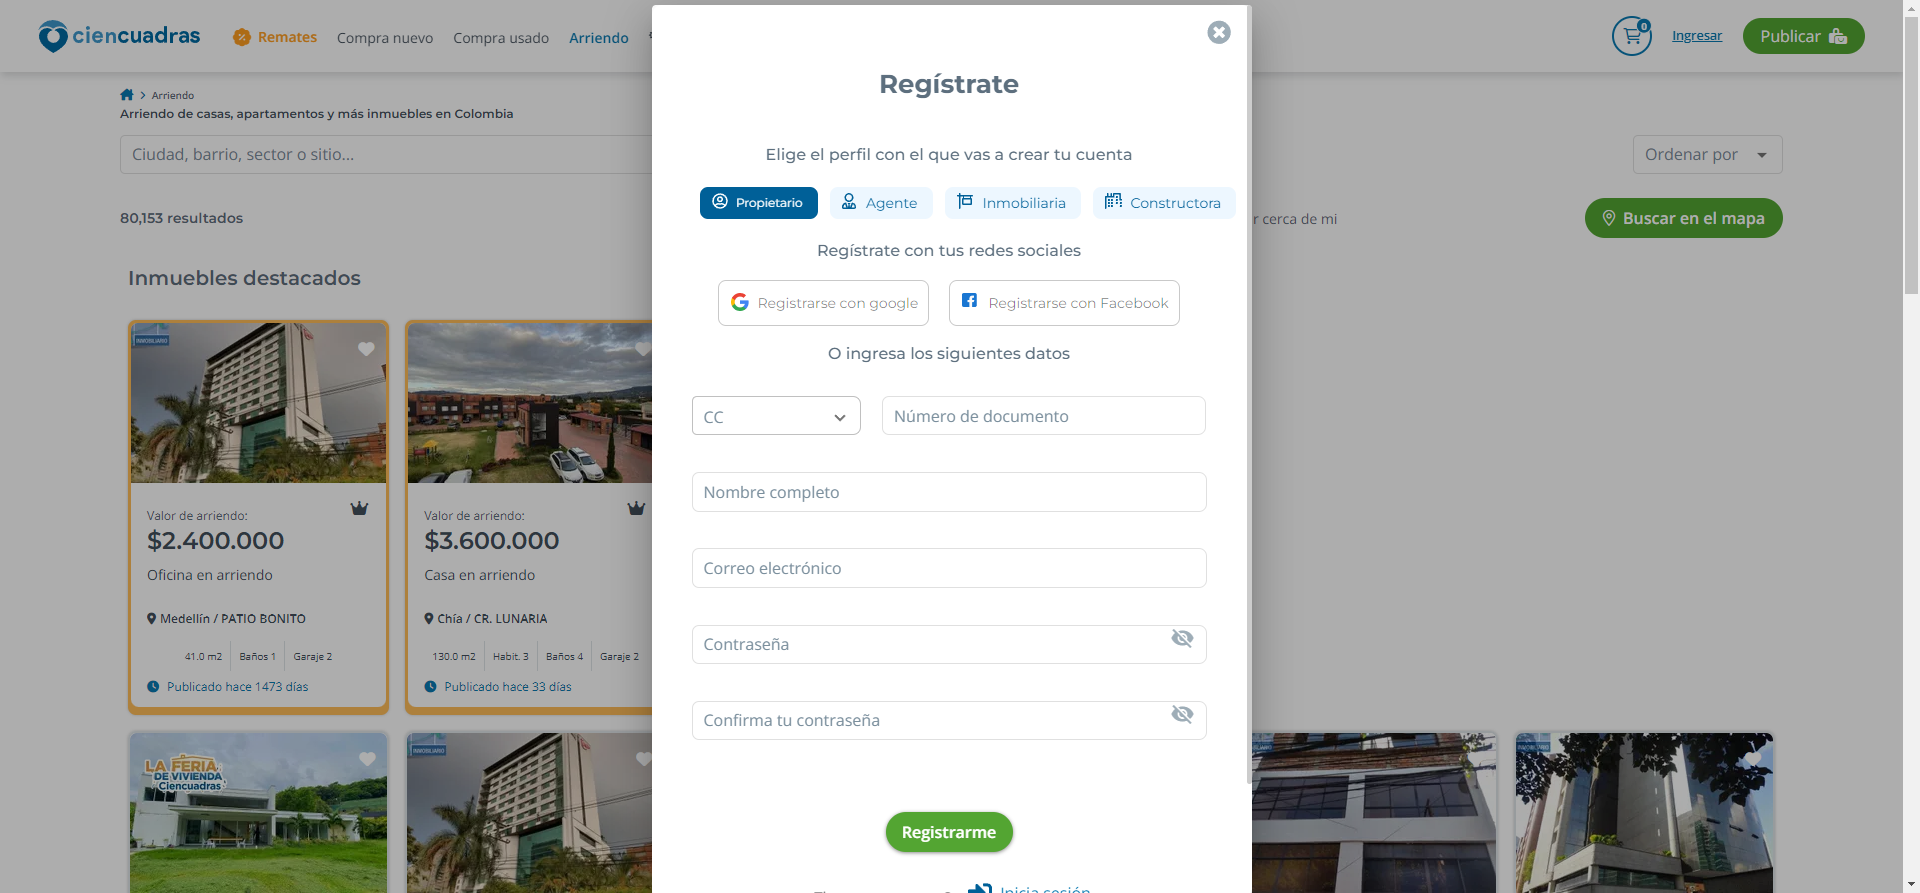 ciencuadras
Remates
Compra nuevo
Compra usado
Arriendo
0
Ingresar
Publicar
Arriendo
Arriendo de casas, apartamentos y más inmuebles en Colombia
Ciudad, barrio, sector o sitio...
Ordenar por
80,153 resultados
r cerca de mi
Buscar en el mapa
Inmuebles destacados
INMOBILIARIO
Valor de arriendo:
$2.400.000
Oficina en arriendo
Medellín / PATIO BONITO
41.0 m2
Baños 1
Garaje 2
Publicado hace 1473 días
Valor de arriendo:
$3.600.000
Casa en arriendo
Chía / CR. LUNARIA
130.0 m2
Habit. 3
Baños 4
Garaje 2
Publicado hace 33 días
LA FERIA
DE VIVIENDA
Ciencuadras
INMOBILIARIO
INMOBILIARIO
Regístrate
Elige el perfil con el que vas a crear tu cuenta
Propietario
Agente
Inmobiliaria
Constructora
Regístrate con tus redes sociales
Registrarse con google
Registrarse con Facebook
O ingresa los siguientes datos
CC
Número de documento
Nombre completo
Correo electrónico
Contraseña
Confirma tu contraseña
Registrarme
Inicia sesión